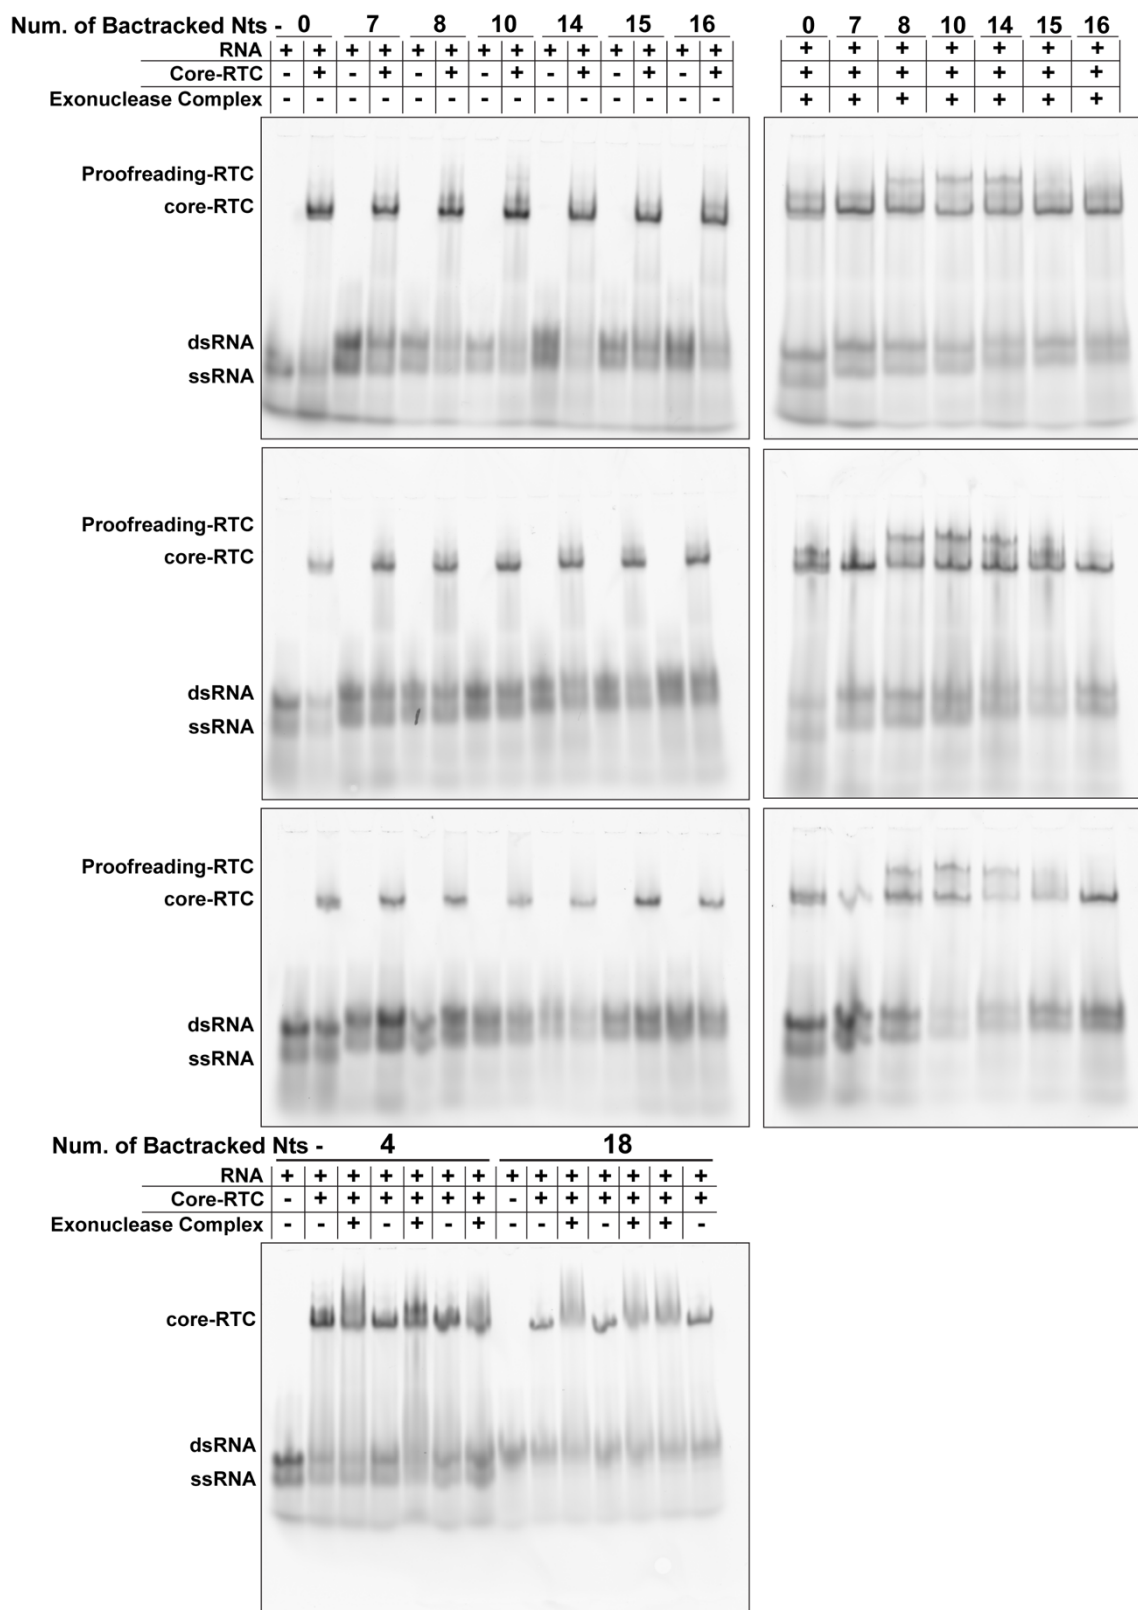 Num. of Bactracked Nts - 0 7 8 10 14 15 16 0 7 8 10 14 15 16
RNA + + + + + + + + + + + + + + + + + + + + +
Core-RTC - + - + - + - + - + - + - + + + + + + + +
Exonuclease Complex - - - - - - - - - - - - - - + + + + + + +
Proofreading-RTC
core-RTC
dsRNA
ssRNA
Proofreading-RTC
core-RTC
dsRNA
ssRNA
Proofreading-RTC
core-RTC
dsRNA
ssRNA
Num. of Bactracked Nts - 4 18
RNA + + + + + + + + + + + + + +
Core-RTC - + + + + + + - + + + + + +
Exonuclease Complex - - + - + - + - - + - + + -
core-RTC
dsRNA
ssRNA